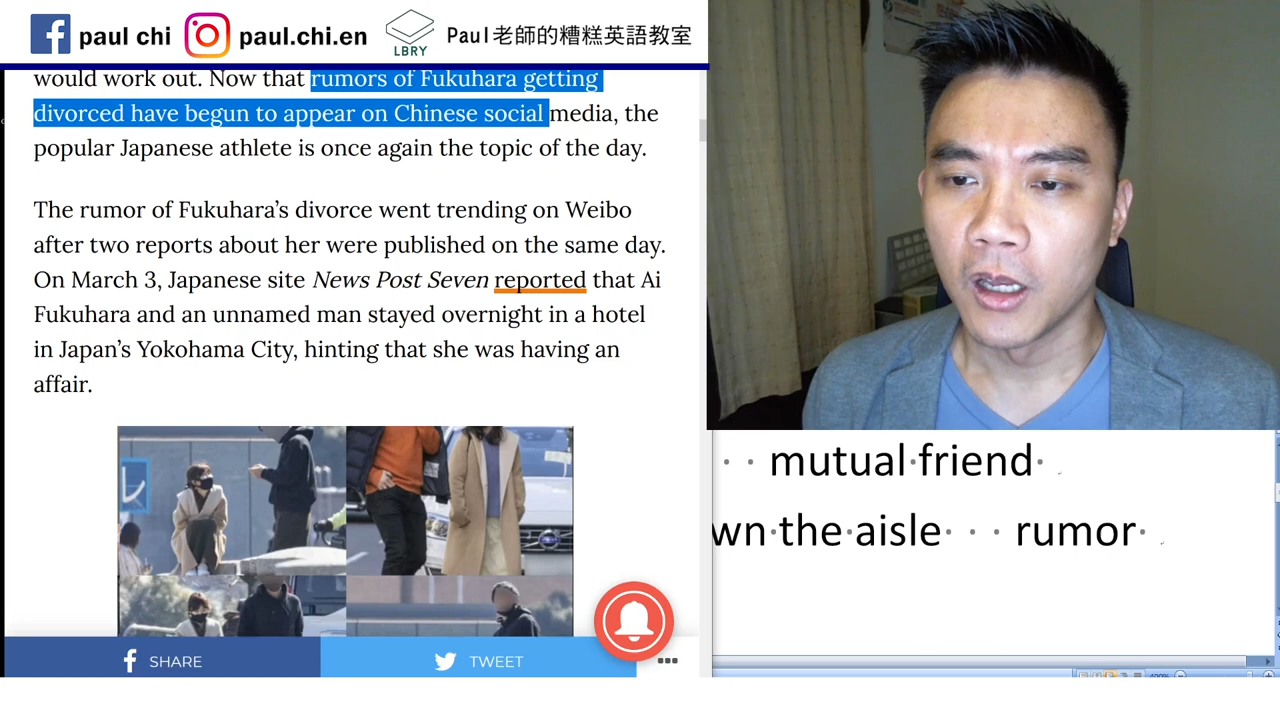 paul chi
paul.chi.en
LBRY
Paul老師的糟糕英語教室
would work out. Now that rumors of Fukuhara getting
divorced have begun to appear on Chinese social media, the
popular Japanese athlete is once again the topic of the day.
The rumor of Fukuhara’s divorce went trending on Weibo
after two reports about her were published on the same day.
On March 3, Japanese site News Post Seven reported that Ai
Fukuhara and an unnamed man stayed overnight in a hotel
in Japan’s Yokohama City, hinting that she was having an
affair.
SHARE
TWEET
mutual friend
wn the aisle rumor
400%